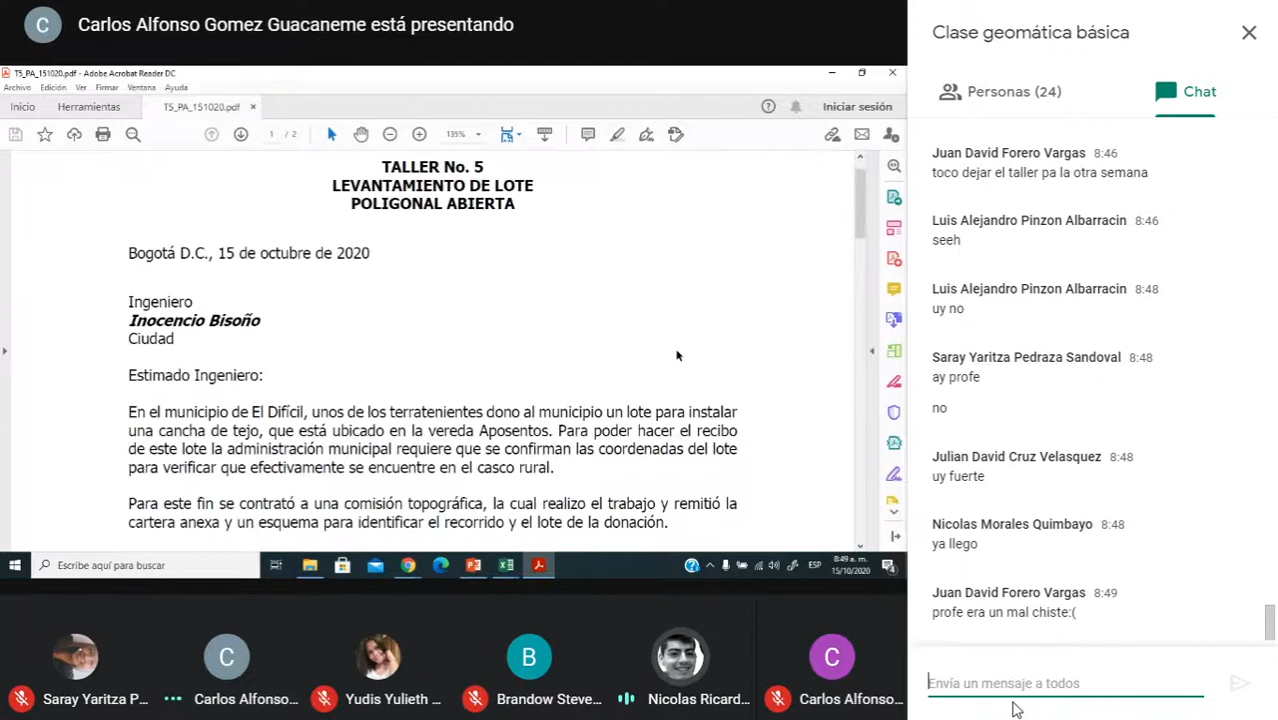 C
Carlos Alfonso Gomez Guacaneme está presentando
T5_PA_151020.pdf - Adobe Acrobat Reader DC
Archivo Edición Ver Firmar Ventana Ayuda
Inicio Herramientas T5_PA_151020.pdf × Iniciar sesión
1 / 2 135%
TALLER No. 5
LEVANTAMIENTO DE LOTE
POLIGONAL ABIERTA
Bogotá D.C., 15 de octubre de 2020
Ingeniero
Inocencio Bisoño
Ciudad
Estimado Ingeniero:
En el municipio de El Difícil, unos de los terratenientes dono al municipio un lote para instalar
una cancha de tejo, que está ubicado en la vereda Aposentos. Para poder hacer el recibo
de este lote la administración municipal requiere que se confirman las coordenadas del lote
para verificar que efectivamente se encuentre en el casco rural.
Para este fin se contrató a una comisión topográfica, la cual realizo el trabajo y remitió la
cartera anexa y un esquema para identificar el recorrido y el lote de la donación.
Escribe aquí para buscar
ESP
8:49 a. m.
15/10/2020
4
C
B
C
Saray Yaritza P...
Carlos Alfonso...
Yudis Yulieth ...
Brandow Steve...
Nicolas Ricard...
Carlos Alfonso...
Clase geomática básica
Personas (24)
Chat
Juan David Forero Vargas 8:46
toco dejar el taller pa la otra semana
Luis Alejandro Pinzon Albarracin 8:46
seeh
Luis Alejandro Pinzon Albarracin 8:48
uy no
Saray Yaritza Pedraza Sandoval 8:48
ay profe
no
Julian David Cruz Velasquez 8:48
uy fuerte
Nicolas Morales Quimbayo 8:48
ya llego
Juan David Forero Vargas 8:49
profe era un mal chiste:(
Envía un mensaje a todos